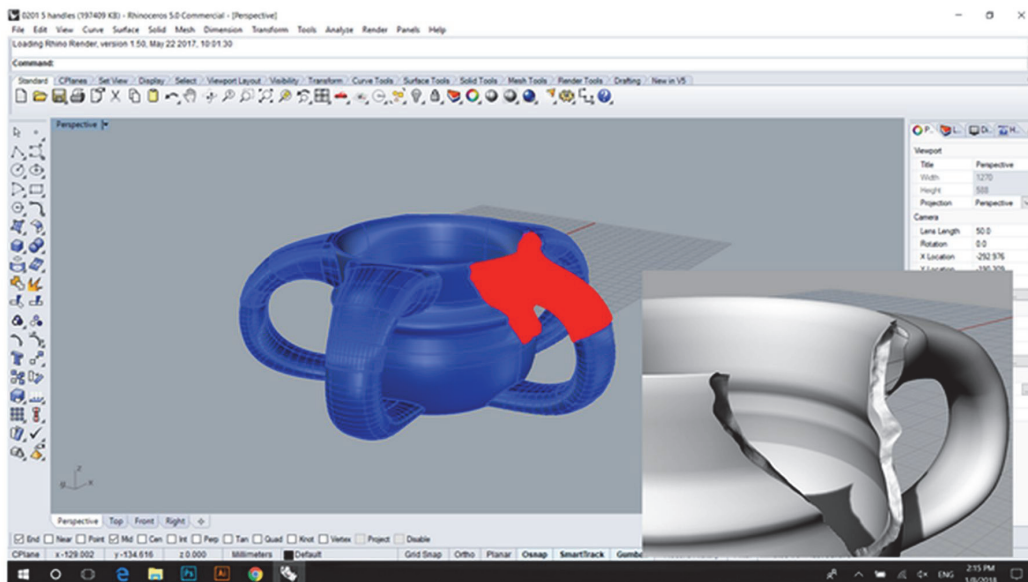 0201 5 handles (197409 KB) - Rhinoceros 5.0 Commercial - [Perspective]
File Edit View Curve Surface Solid Mesh Dimension Transform Tools Analyze Render Panels Help
Loading Rhino Render, version 1.50, May 22 2017, 10:01:30
Command:
Standard CPlanes Set View Display Select Viewport Layout Visibility Transform Curve Tools Surface Tools Solid Tools Mesh Tools Render Tools Drafting New in V5
Perspective
P.. L.. Di.. H..
Viewport
Title Perspective
Width 1270
Height 588
Projection Perspective
Camera
Lens Length 50.0
Rotation 0.0
X Location -292.976
z
x
Perspective Top Front Right
End Near Point Mid Cen Int Perp Tan Quad Knot Vertex Project Disable
CPlane x -129.002 y -134.616 z 0.000 Millimeters Default Grid Snap Ortho Planar Osnap SmartTrack
ENG
2:15 PM